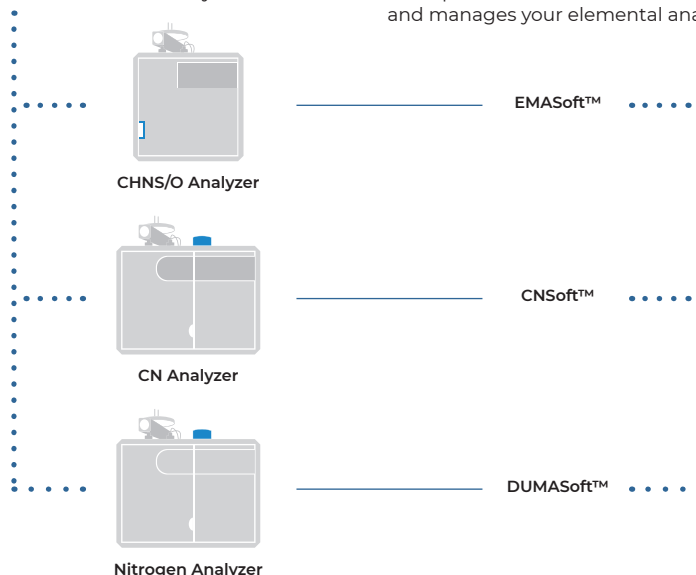 and manages your elemental ana
EMASoft™
CHNS/O Analyzer
CNSoft™
CN Analyzer
DUMASoft™
Nitrogen Analyzer